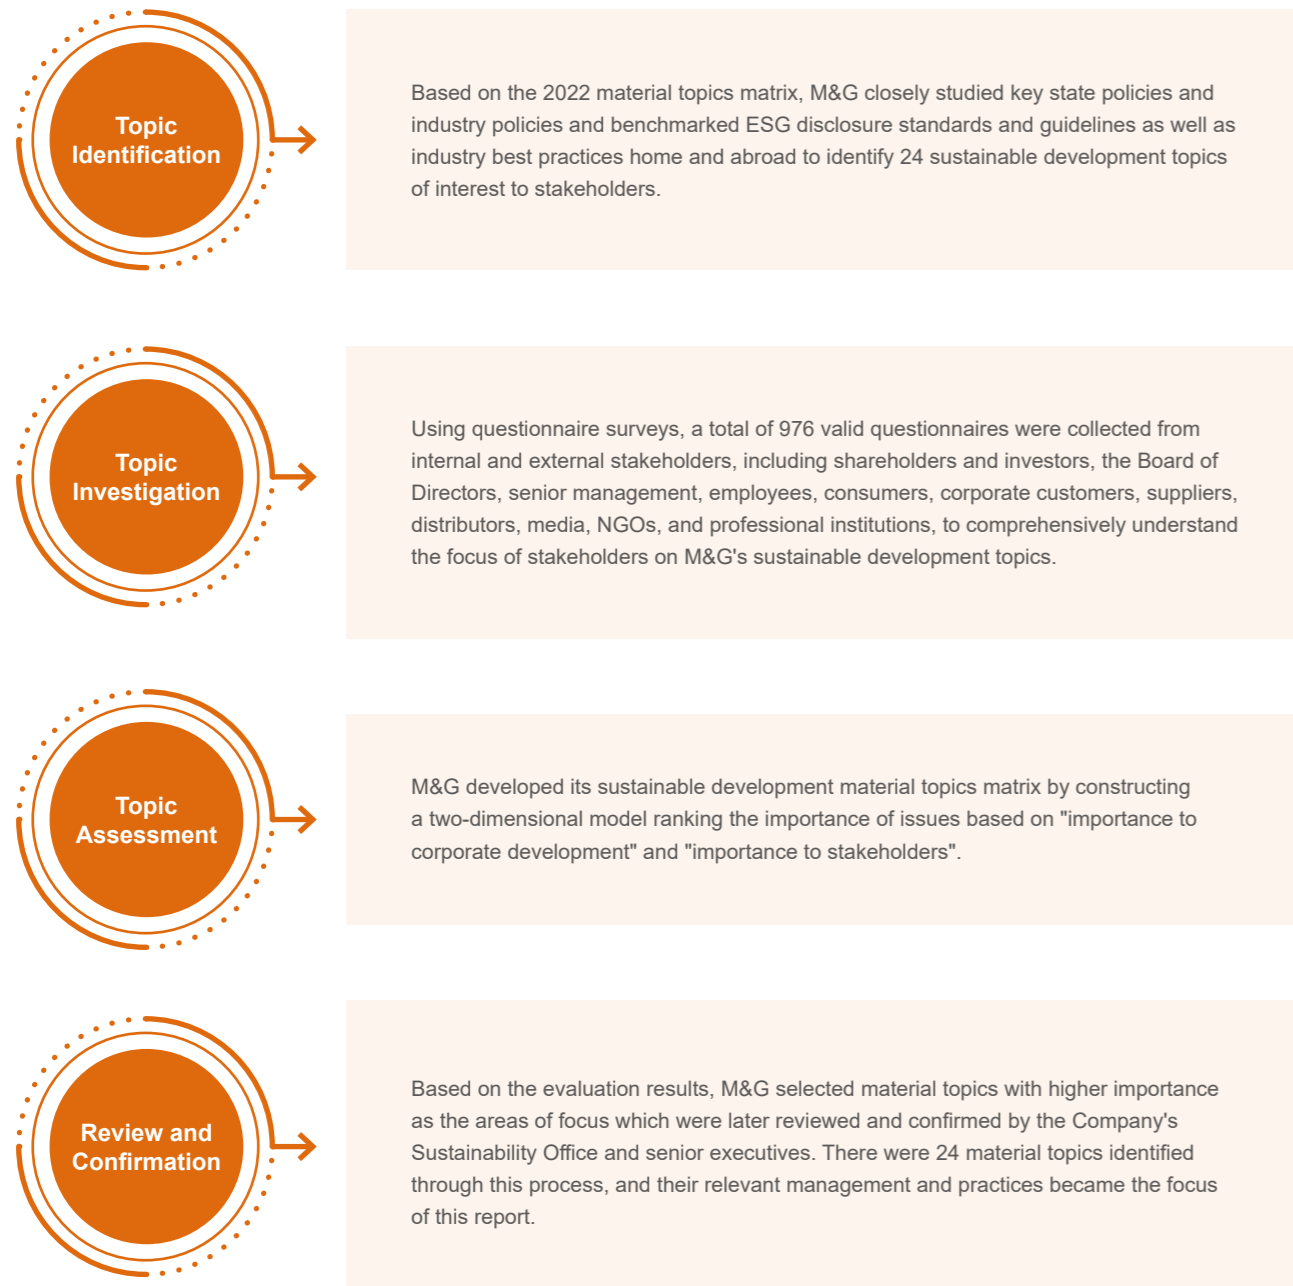 Topic
Identification
Based on the 2022 material topics matrix, M&G closely studied key state policies and
industry policies and benchmarked ESG disclosure standards and guidelines as well as
industry best practices home and abroad to identify 24 sustainable development topics
of interest to stakeholders.
Topic
Investigation
Using questionnaire surveys, a total of 976 valid questionnaires were collected from
internal and external stakeholders, including shareholders and investors, the Board of
Directors, senior management, employees, consumers, corporate customers, suppliers,
distributors, media, NGOs, and professional institutions, to comprehensively understand
the focus of stakeholders on M&G's sustainable development topics.
Topic
Assessment
M&G developed its sustainable development material topics matrix by constructing
a two-dimensional model ranking the importance of issues based on "importance to
corporate development" and "importance to stakeholders".
Review and
Confirmation
Based on the evaluation results, M&G selected material topics with higher importance
as the areas of focus which were later reviewed and confirmed by the Company's
Sustainability Office and senior executives. There were 24 material topics identified
through this process, and their relevant management and practices became the focus
of this report.